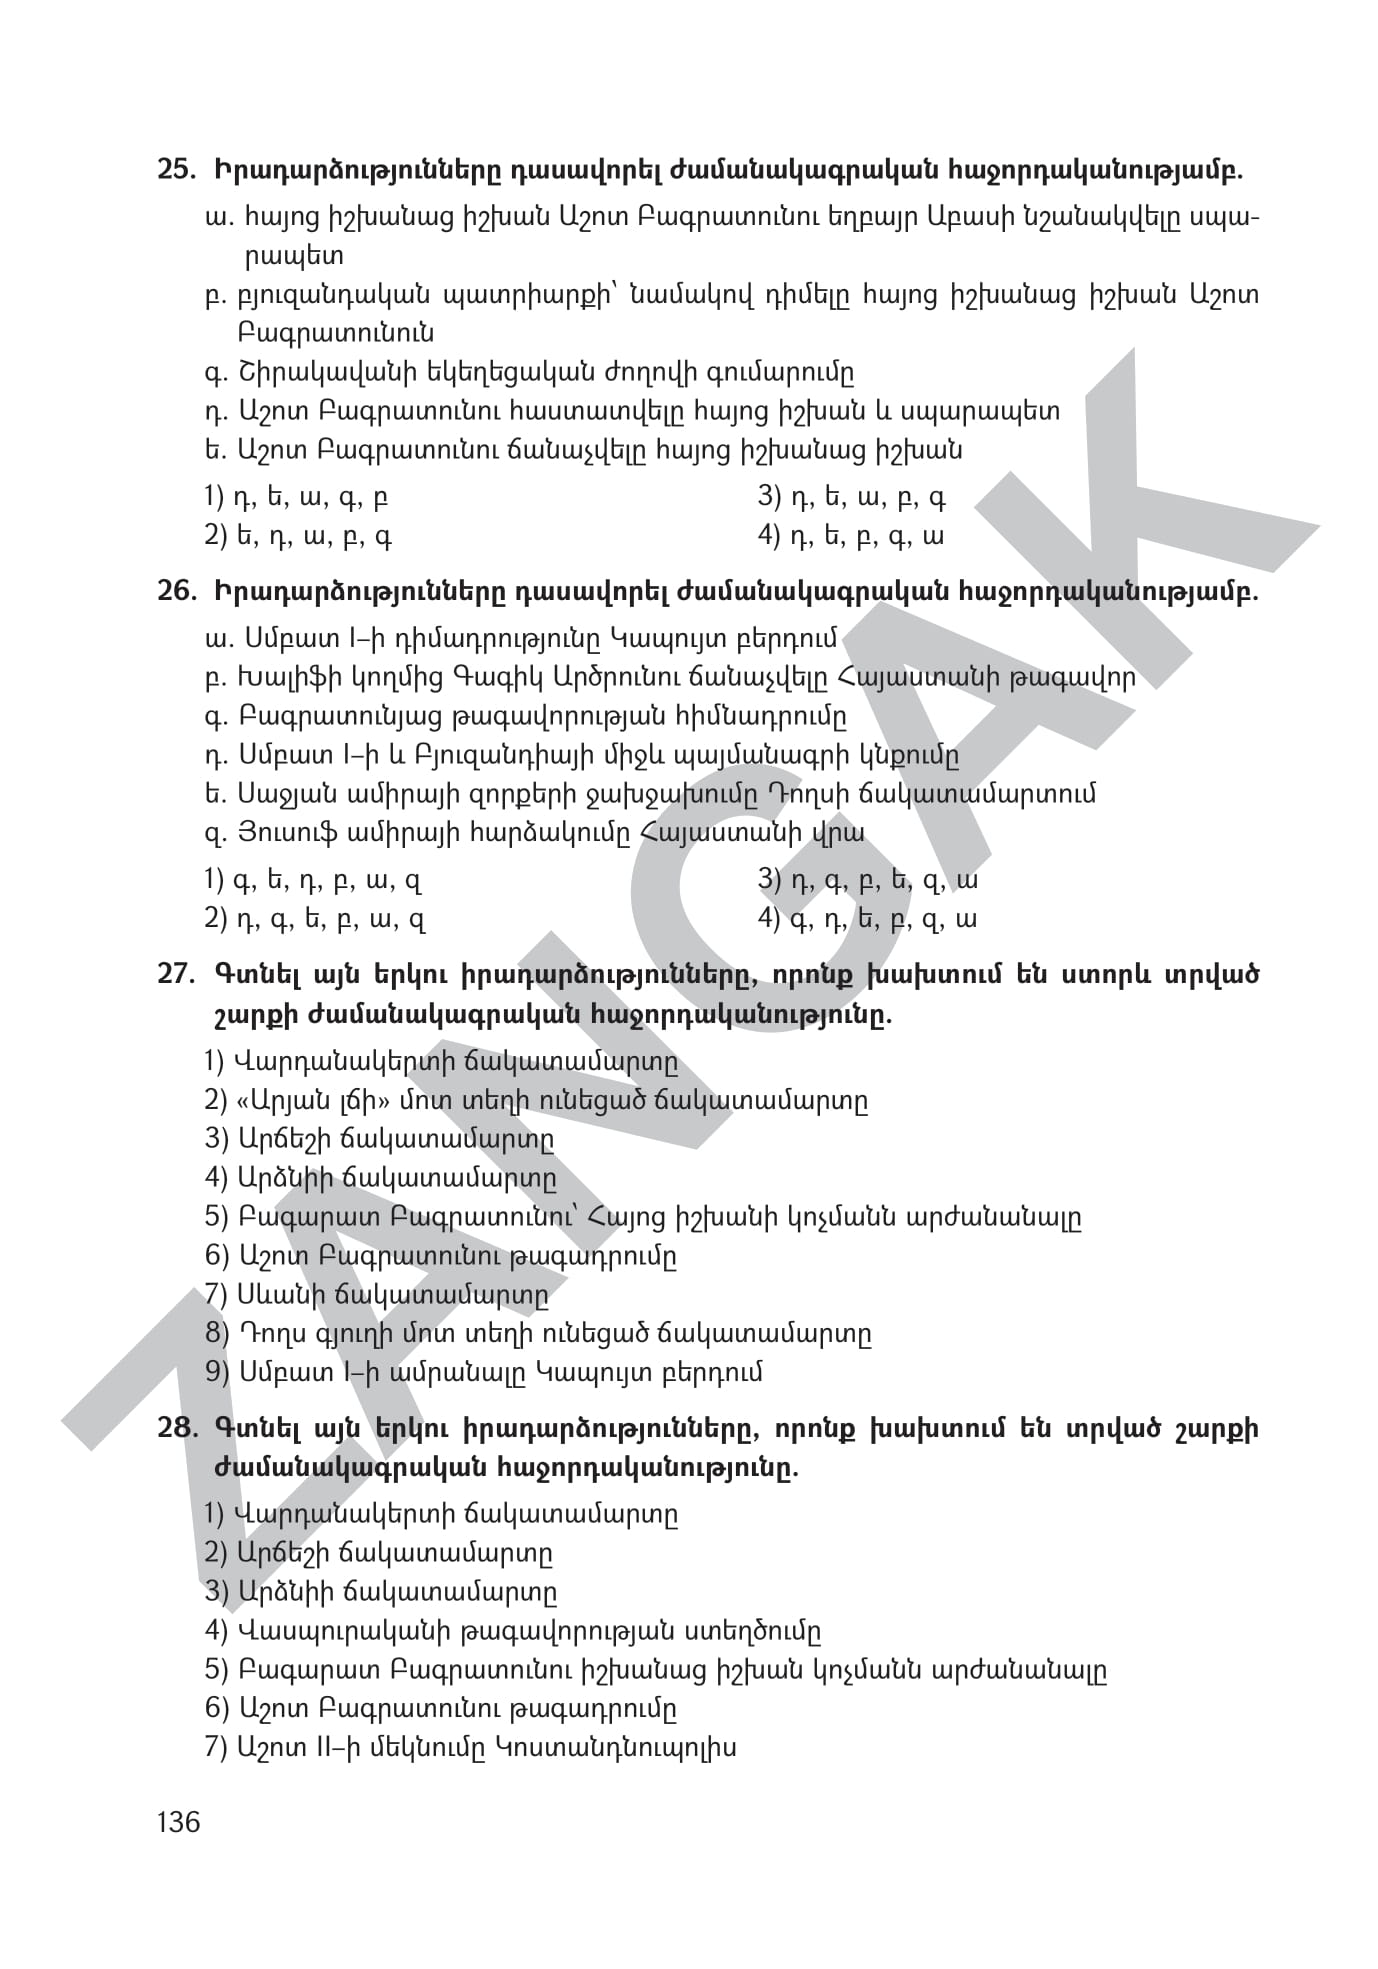 25. Իրադարձությունները դասավորել ժամանակագրական հաջորդականությամբ.
ա. հայոց իշխանաց իշխան Աշոտ Բագրատունու եղբայր Աբասի նշանակվելը սպա-
րապետ
բ. բյուզանդական պատրիարքի՝ նամակով դիմելը հայոց իշխանաց իշխան Աշոտ
Բագրատունուն
գ. Շիրակավանի եկեղեցական ժողովի գումարումը
դ. Աշոտ Բագրատունու հաստատվելը հայոց իշխան և սպարապետ
ե. Աշոտ Բագրատունու ճանաչվելը հայոց իշխանաց իշխան
1) դ, ե, ա, գ, բ 3) դ, ե, ա, բ, գ
2) ե, դ, ա, բ, գ 4) դ, ե, բ, գ, ա
26. Իրադարձությունները դասավորել ժամանակագրական հաջորդականությամբ.
ա. Սմբատ I–ի դիմադրությունը Կապույտ բերդում
բ. Խալիֆի կողմից Գագիկ Արծրունու ճանաչվելը Հայաստանի թագավոր
գ. Բագրատունյաց թագավորության հիմնադրումը
դ. Սմբատ I–ի և Բյուզանդիայի միջև պայմանագրի կնքումը
ե. Սաջյան ամիրայի զորքերի ջախջախումը Դողսի ճակատամարտում
զ. Յուսուֆ ամիրայի հարձակումը Հայաստանի վրա
1) գ, ե, դ, բ, ա, զ 3) դ, գ, բ, ե, զ, ա
2) դ, գ, ե, բ, ա, զ 4) գ, դ, ե, բ, զ, ա
27. Գտնել այն երկու իրադարձությունները, որոնք խախտում են ստորև տրված
շարքի ժամանակագրական հաջորդականությունը.
1) Վարդանակերտի ճակատամարտը
2) «Արյան լճի» մոտ տեղի ունեցած ճակատամարտը
3) Արճեշի ճակատամարտը
4) Արձնիի ճակատամարտը
5) Բագարատ Բագրատունու՝ Հայոց իշխանի կոչմանն արժանանալը
6) Աշոտ Բագրատունու թագադրումը
7) Սևանի ճակատամարտը
8) Դողս գյուղի մոտ տեղի ունեցած ճակատամարտը
9) Սմբատ I–ի ամրանալը Կապույտ բերդում
28. Գտնել այն երկու իրադարձությունները, որոնք խախտում են տրված շարքի
ժամանակագրական հաջորդականությունը.
1) Վարդանակերտի ճակատամարտը
2) Արճեշի ճակատամարտը
3) Արձնիի ճակատամարտը
4) Վասպուրականի թագավորության ստեղծումը
5) Բագարատ Բագրատունու իշխանաց իշխան կոչմանն արժանանալը
6) Աշոտ Բագրատունու թագադրումը
7) Աշոտ II–ի մեկնումը Կոստանդնուպոլիս
136
ZANGAK